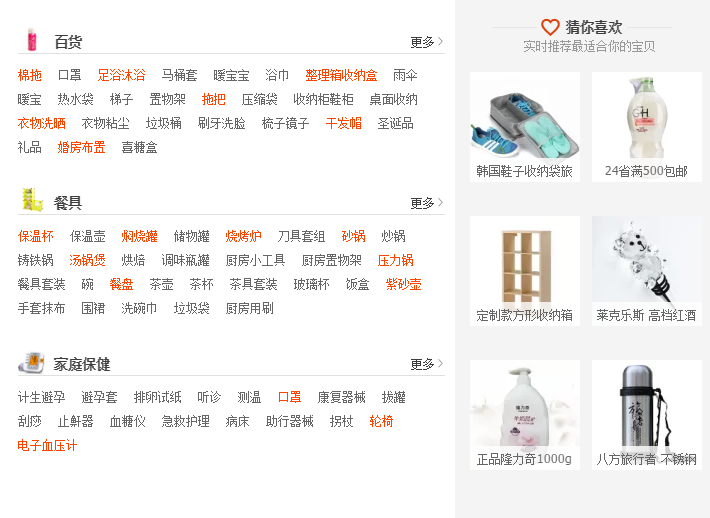 百货 更多
棉拖 口罩 足浴沐浴 马桶套 暖宝宝 浴巾 整理箱收纳盒 雨伞
暖宝 热水袋 梯子 置物架 拖把 压缩袋 收纳柜鞋柜 桌面收纳
衣物洗晒 衣物粘尘 垃圾桶 刷牙洗脸 梳子镜子 干发帽 圣诞品
礼品 婚房布置 喜糖盒
餐具 更多
保温杯 保温壶 焖烧罐 储物罐 烧烤炉 刀具套组 砂锅 炒锅
铸铁锅 汤锅煲 烘焙 调味瓶罐 厨房小工具 厨房置物架 压力锅
餐具套装 碗 餐盘 茶壶 茶杯 茶具套装 玻璃杯 饭盒 紫砂壶
手套抹布 围裙 洗碗巾 垃圾袋 厨房用刷
家庭保健 更多
计生避孕 避孕套 排卵试纸 听诊 测温 口罩 康复器械 拔罐
刮痧 止鼾器 血糖仪 急救护理 病床 助行器械 拐杖 轮椅
电子血压计
猜你喜欢
实时推荐最适合你的宝贝
韩国鞋子收纳袋旅
G H
24省满500包邮
定制款方形收纳箱
莱克乐斯 高档红酒
隆力奇
正品隆力奇1000g
八方旅行者 不锈钢